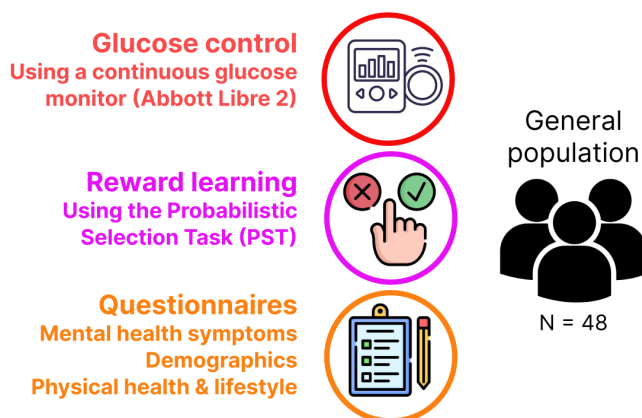 Glucose control
Using a continuous glucose
monitor (Abbott Libre 2)
Reward learning
Using the Probabilistic
Selection Task (PST)
Questionnaires
Mental health symptoms
Demographics
Physical health & lifestyle
General
population
N = 48